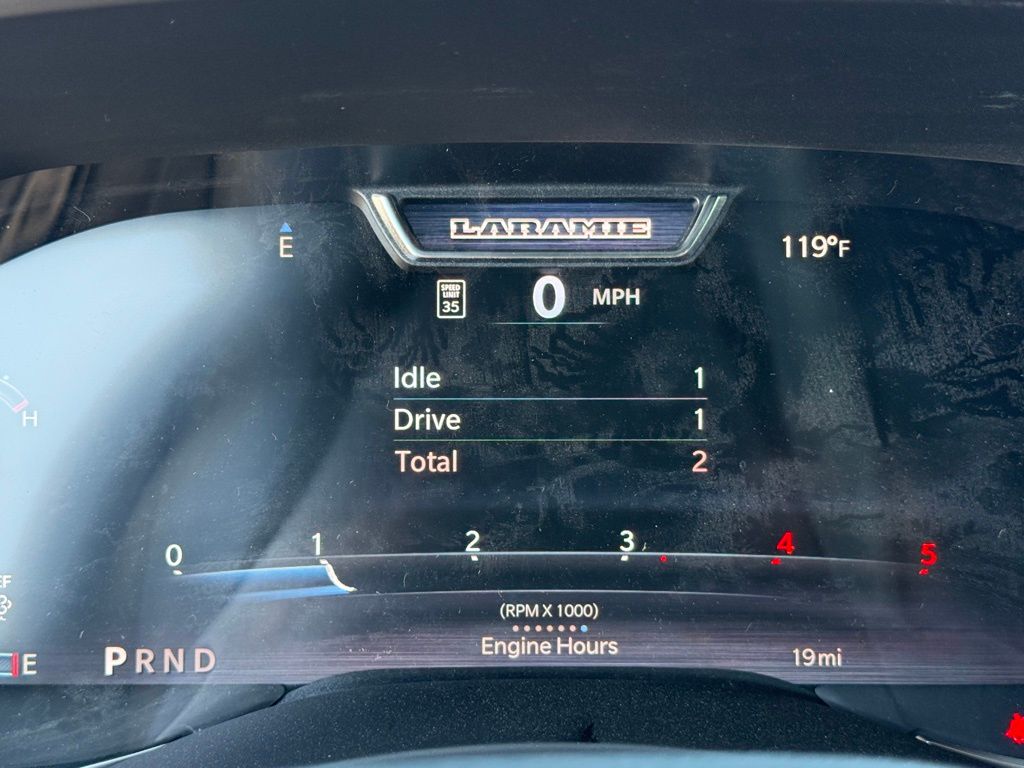 LARAMIE
E
119°F
SPEED
LIMIT
35
0 MPH
Idle 1
Drive 1
Total 2
H
0 1 2 3 4 5
(RPM X 1000)
Engine Hours
E
PRND
19mi